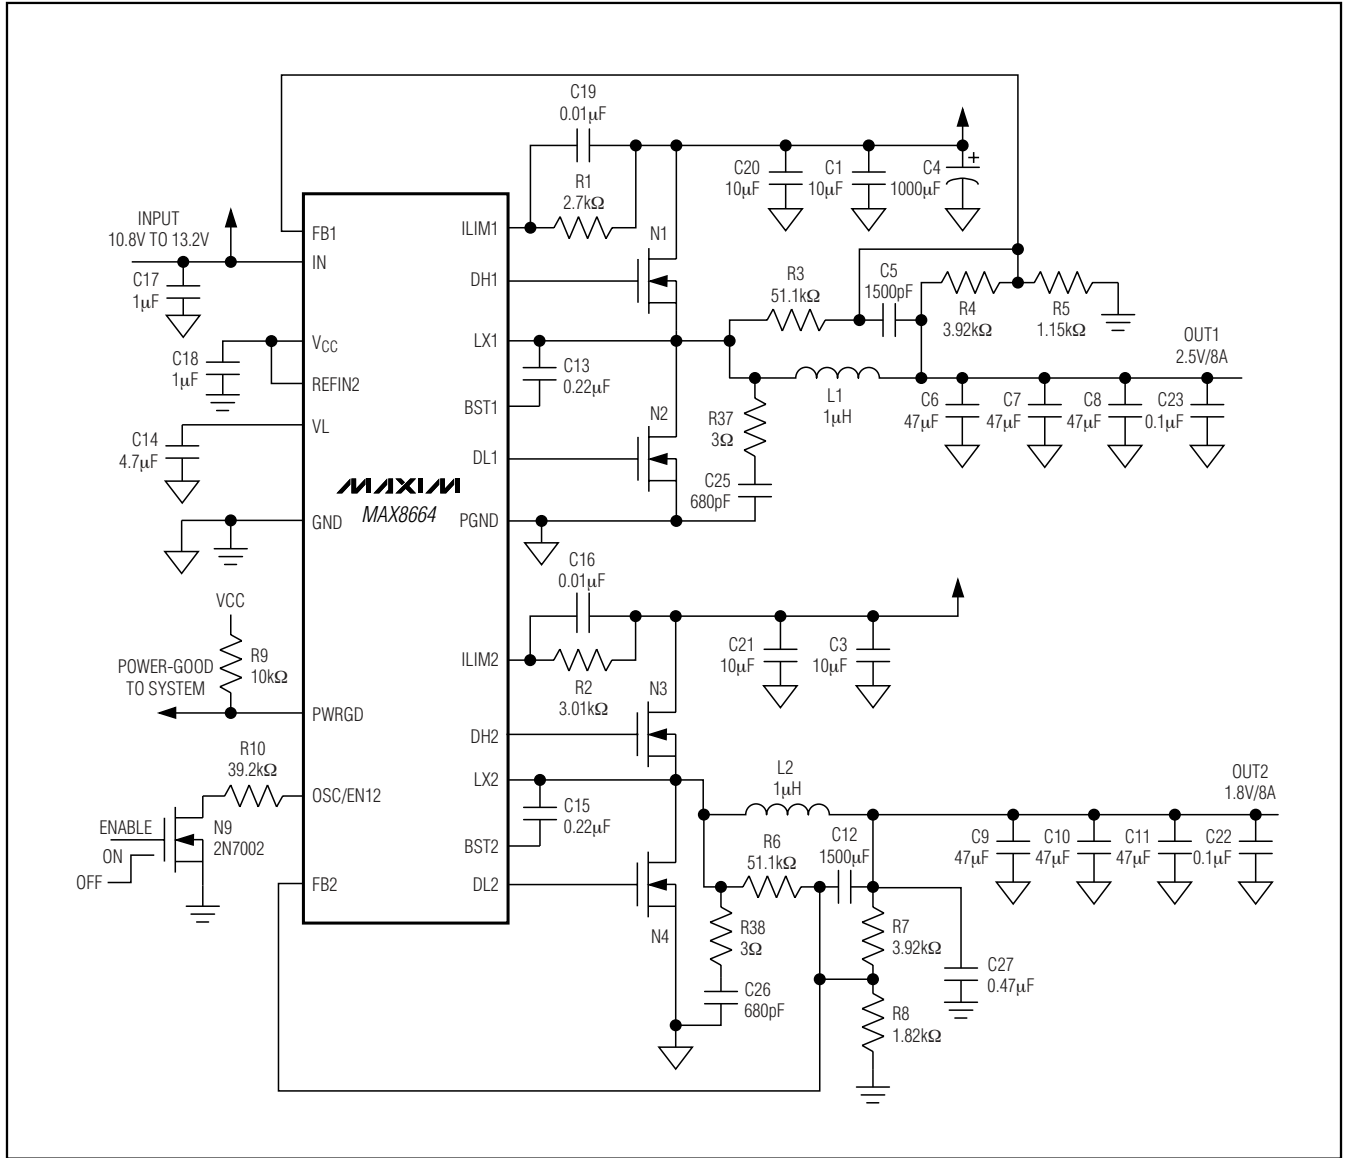 C19
0.01μF
R1
2.7kΩ
C20
10μF
C1
10μF
C4
1000μF
+
INPUT
10.8V TO 13.2V
C17
1μF
C18
1μF
C14
4.7μF
FB1
IN
VCC
REFIN2
VL
GND
MAXIM
MAX8664
ILIM1
DH1
LX1
BST1
DL1
PGND
N1
C13
0.22μF
N2
R3
51.1kΩ
C5
1500pF
R4
3.92kΩ
R5
1.15kΩ
OUT1
2.5V/8A
L1
1μH
R37
3Ω
C25
680pF
C6
47μF
C7
47μF
C8
47μF
C23
0.1μF
VCC
R9
10kΩ
POWER-GOOD
TO SYSTEM
R10
39.2kΩ
ENABLE
ON
OFF
N9
2N7002
PWRGD
OSC/EN12
FB2
C16
0.01μF
ILIM2
R2
3.01kΩ
N3
C21
10μF
C3
10μF
DH2
LX2
BST2
DL2
C15
0.22μF
N4
L2
1μH
OUT2
1.8V/8A
R6
51.1kΩ
C12
1500μF
C9
47μF
C10
47μF
C11
47μF
C22
0.1μF
R38
3Ω
C26
680pF
R7
3.92kΩ
C27
0.47μF
R8
1.82kΩ